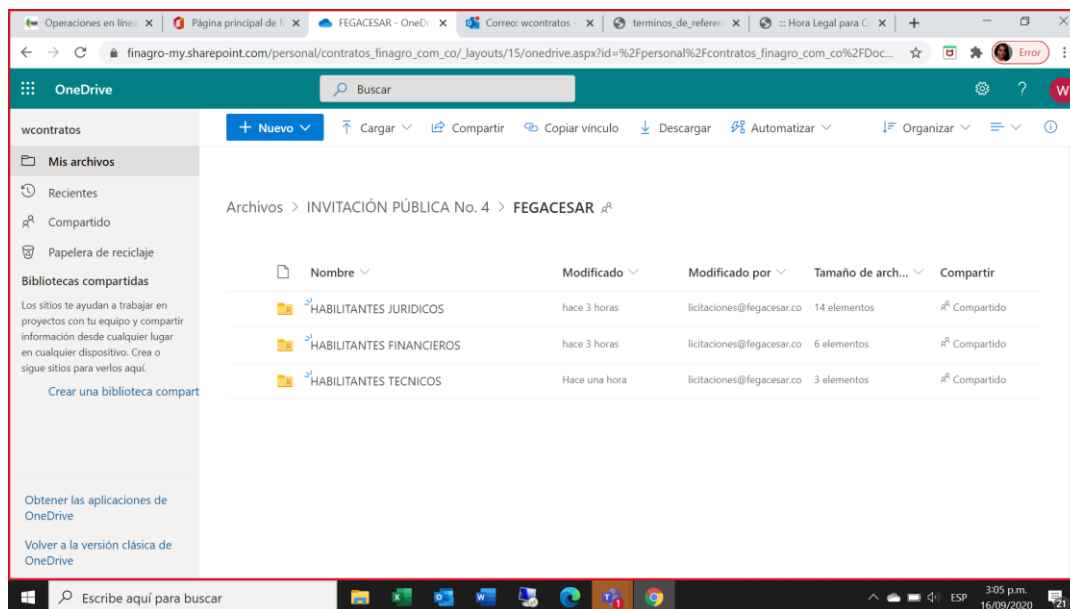 Operaciones en línea
Página principal de
FEGACESAR - OneDri
Correo: wcontratos -
terminos_de_referen
::: Hora Legal para Co
finagro-my.sharepoint.com/personal/contratos_finagro_com_co/_layouts/15/onedrive.aspx?id=%2Fpersonal%2Fcontratos_finagro_com_co%2FDoc...
Error
OneDrive
Buscar
W
wcontratos
Nuevo
Cargar
Compartir
Copiar vínculo
Descargar
Automatizar
Organizar
Mis archivos
Recientes
Compartido
Papelera de reciclaje
Bibliotecas compartidas
Los sitios te ayudan a trabajar en
proyectos con tu equipo y compartir
información desde cualquier lugar
en cualquier dispositivo. Crea o
sigue sitios para verlos aquí.
Crear una biblioteca compart
Obtener las aplicaciones de
OneDrive
Volver a la versión clásica de
OneDrive
Archivos > INVITACIÓN PÚBLICA No. 4 > FEGACESAR
Nombre Modificado Modificado por Tamaño de arch... Compartir
HABILITANTES JURIDICOS hace 3 horas licitaciones@fegacesar.co 14 elementos Compartido
HABILITANTES FINANCIEROS hace 3 horas licitaciones@fegacesar.co 6 elementos Compartido
HABILITANTES TECNICOS Hace una hora licitaciones@fegacesar.co 3 elementos Compartido
Escribe aquí para buscar
ESP
3:05 p.m.
16/09/2020
21